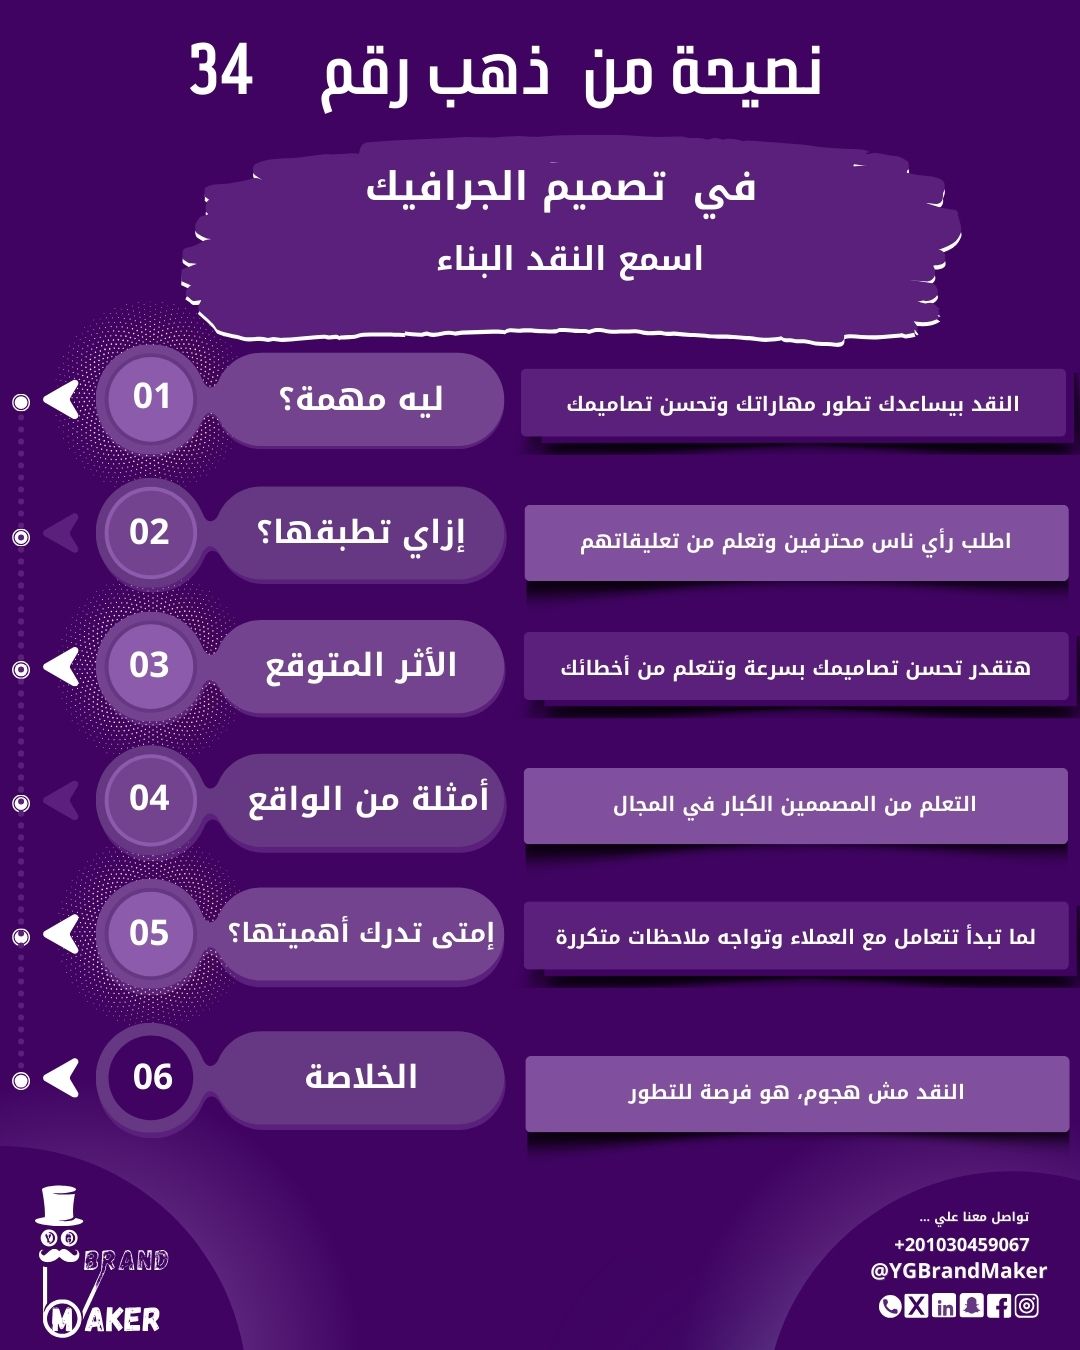 نصيحة من ذهب رقم 34
في تصميم الجرافيك
اسمع النقد البناء
01
ليه مهمة؟
النقد بيساعدك تطور مهاراتك وتحسن تصاميمك
02
إزاي تطبقها؟
اطلب رأي ناس محترفين وتعلم من تعليقاتهم
03
الأثر المتوقع
هتقدر تحسن تصاميمك بسرعة وتتعلم من أخطائك
04
أمثلة من الواقع
التعلم من المصممين الكبار في المجال
05
إمتى تدرك أهميتها؟
لما تبدأ تتعامل مع العملاء وتواجه ملاحظات متكررة
06
الخلاصة
النقد مش هجوم، هو فرصة للتطور
تواصل معنا علي ...
+201030459067
@YGBrandMaker
YG
BRAND
MAKER